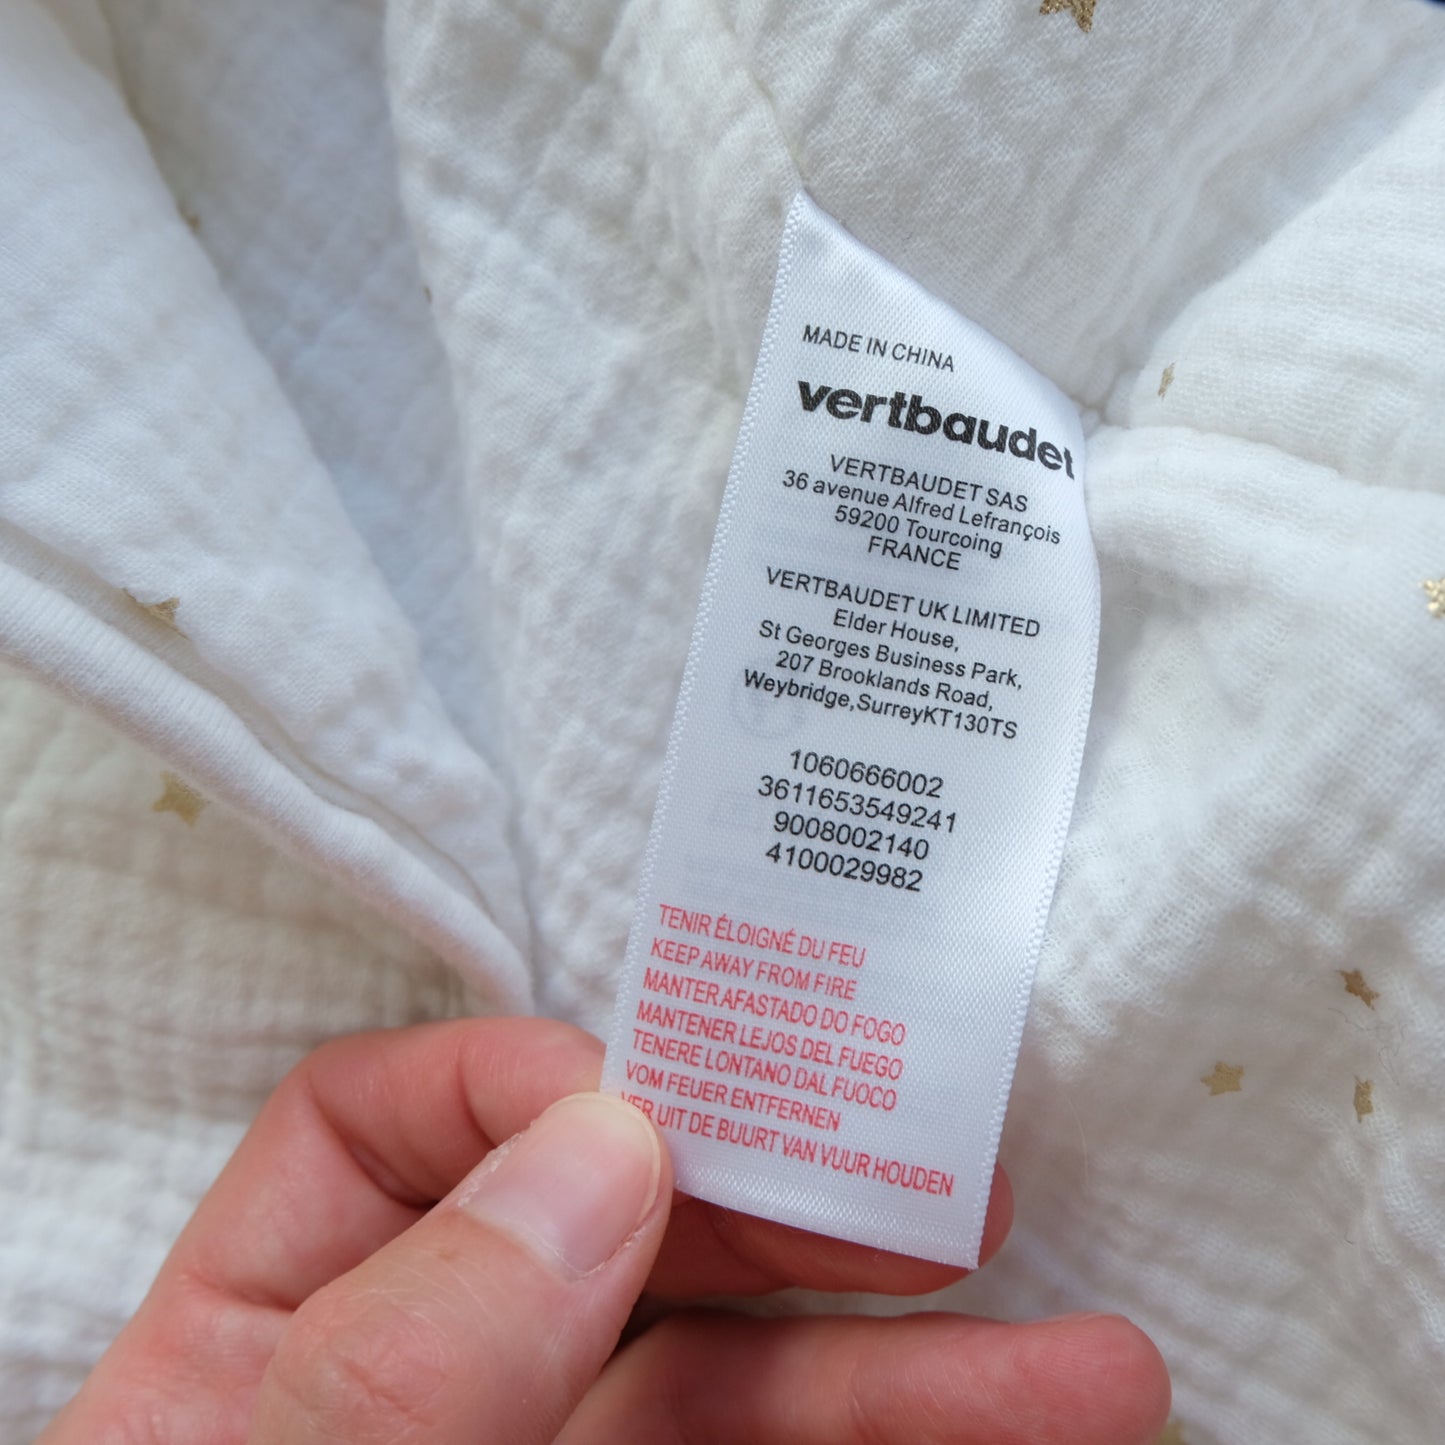 MADE IN CHINA
vertbaudet
VERTBAUDET SAS
36 avenue Alfred Lefrançois
59200 Tourcoing
FRANCE
VERTBAUDET UK LIMITED
Elder House,
St Georges Business Park,
207 Brooklands Road,
Weybridge,SurreyKT130TS
1060666002
3611653549241
9008002140
4100029982
TENIR ÉLOIGNÉ DU FEU
KEEP AWAY FROM FIRE
MANTER AFASTADO DO FOGO
MANTENER LEJOS DEL FUEGO
TENERE LONTANO DAL FUOCO
VOM FEUER ENTFERNEN
VER UIT DE BUURT VAN VUUR HOUDEN